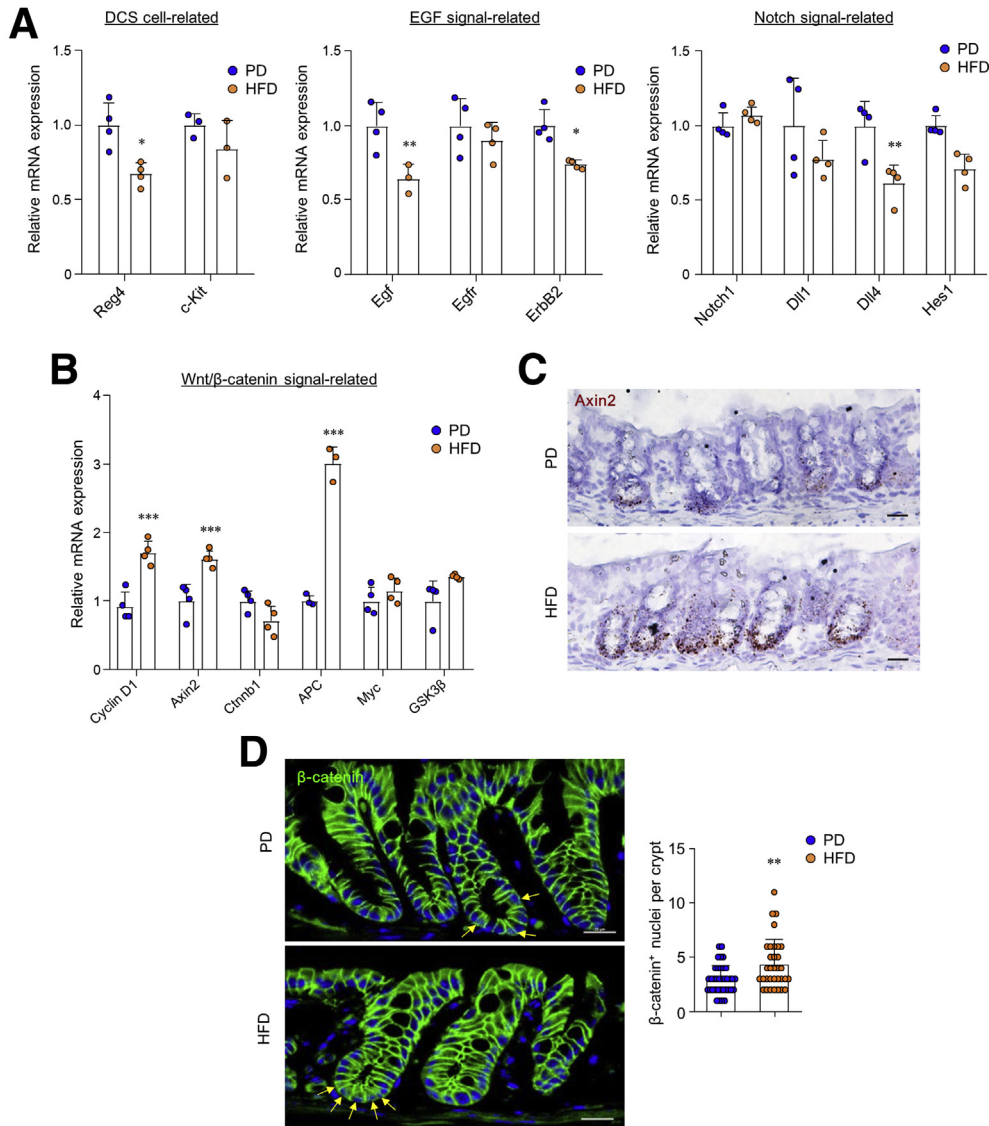 A
DCS cell-related
EGF signal-related
Notch signal-related
Relative mRNA expression
1.5
1.0
0.5
0
PD
HFD
*
Reg4
c-Kit
Relative mRNA expression
1.5
1.0
0.5
0
PD
HFD
**
*
Egf
Egfr
ErbB2
Relative mRNA expression
1.5
1.0
0.5
0
PD
HFD
**
Notch1
Dl1
Dl4
Hes1
B
Wnt/β-catenin signal-related
Relative mRNA expression
4
3
2
1
0
PD
HFD
***
***
***
Cyclin D1
Axin2
Ctnnb1
APC
Myc
GSK3β
C
Axin2
PD
HFD
D
β-catenin
PD
HFD
β-catenin+ nuclei per crypt
15
10
5
0
PD
HFD
**